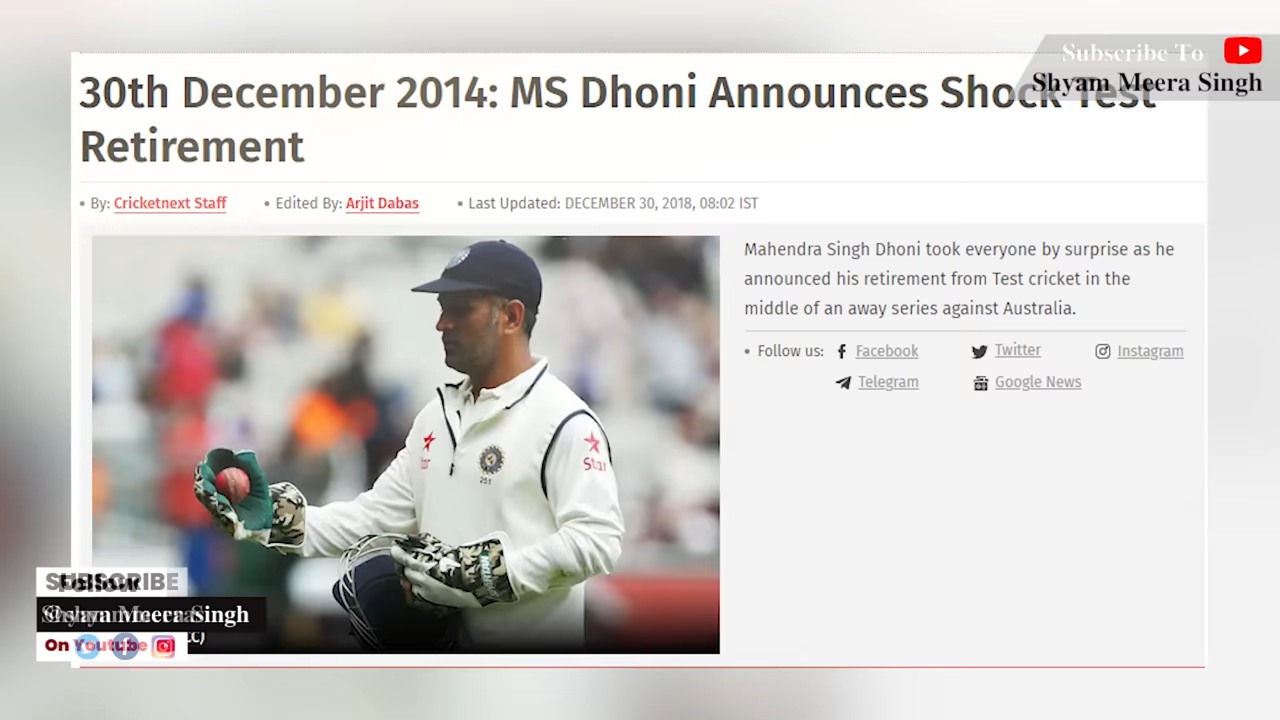 Subscribe To
Shyam Meera Singh
30th December 2014: MS Dhoni Announces Shock Test
Retirement
By: Cricketnext Staff
Edited By: Arjit Dabas
Last Updated: DECEMBER 30, 2018, 08:02 IST
Mahendra Singh Dhoni took everyone by surprise as he
announced his retirement from Test cricket in the
middle of an away series against Australia.
Follow us: Facebook Twitter Instagram
Telegram Google News
Star
251
SUBSCRIBE
Meera Singh
On Youtube